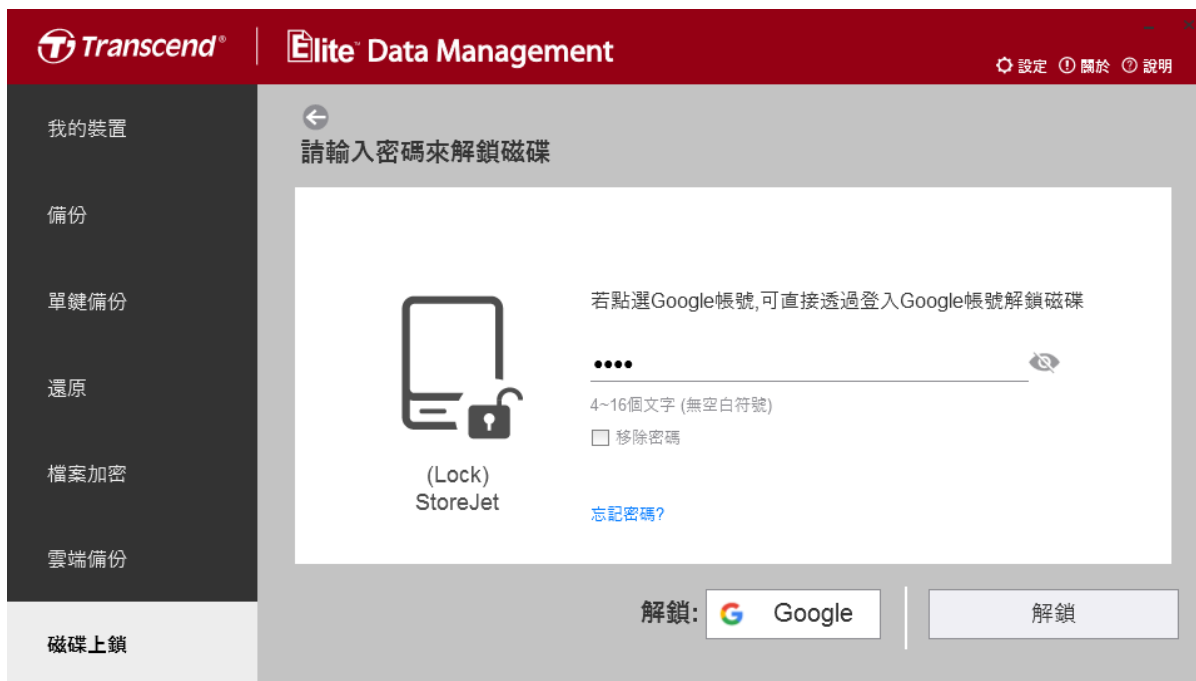 Transcend®
Elite™ Data Management
設定 關於 說明
我的裝置
備份
單鍵備份
還原
檔案加密
雲端備份
磁碟上鎖
請輸入密碼來解鎖磁碟
(Lock)
StoreJet
若點選Google帳號,可直接透過登入Google帳號解鎖磁碟
••••
4~16個文字 (無空白符號)
移除密碼
忘記密碼?
解鎖: G Google
解鎖